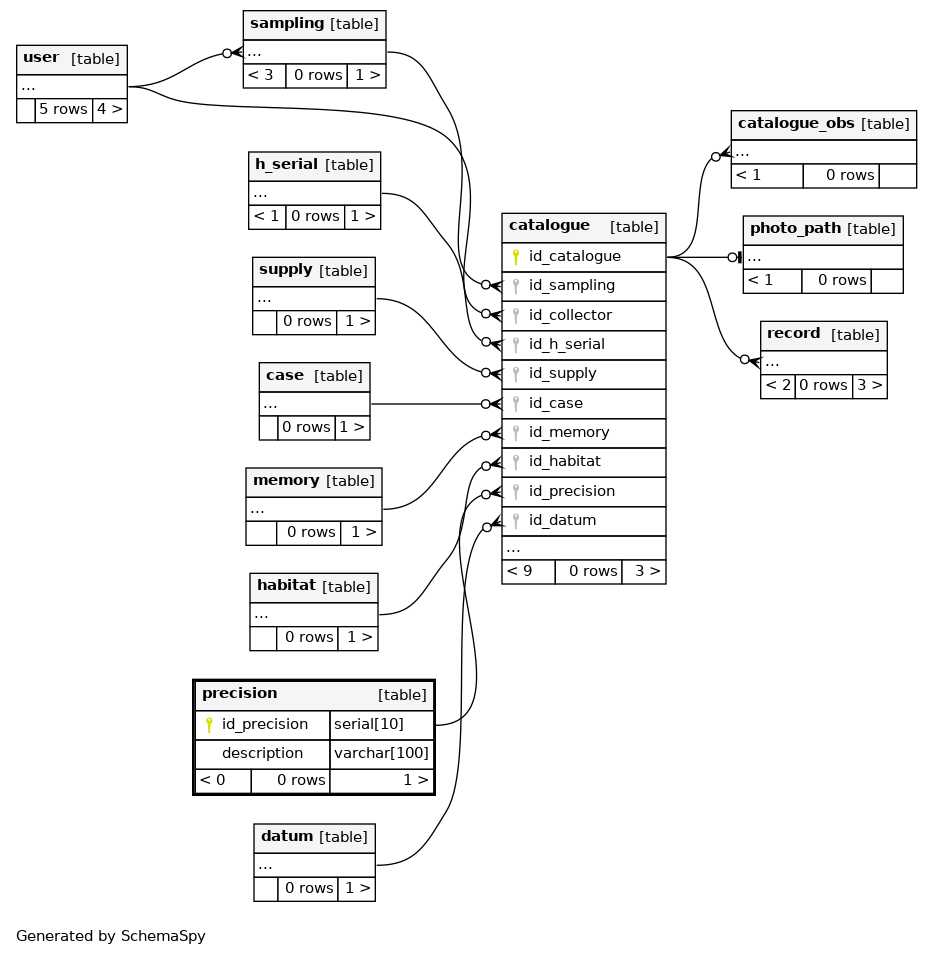 sampling [table]
...
< 3 0 rows 1 >
user [table]
...
5 rows 4 >
h_serial [table]
...
< 1 0 rows 1 >
supply [table]
...
0 rows 1 >
case [table]
...
0 rows 1 >
memory [table]
...
0 rows 1 >
habitat [table]
...
0 rows 1 >
precision [table]
id_precision serial[10]
description varchar[100]
< 0 0 rows 1 >
datum [table]
...
0 rows 1 >
catalogue [table]
id_catalogue
id_sampling
id_collector
id_h_serial
id_supply
id_case
id_memory
id_habitat
id_precision
id_datum
...
< 9 0 rows 3 >
catalogue_obs [table]
...
< 1 0 rows
photo_path [table]
...
< 1 0 rows
record [table]
...
< 2 0 rows 3 >
Generated by SchemaSpy